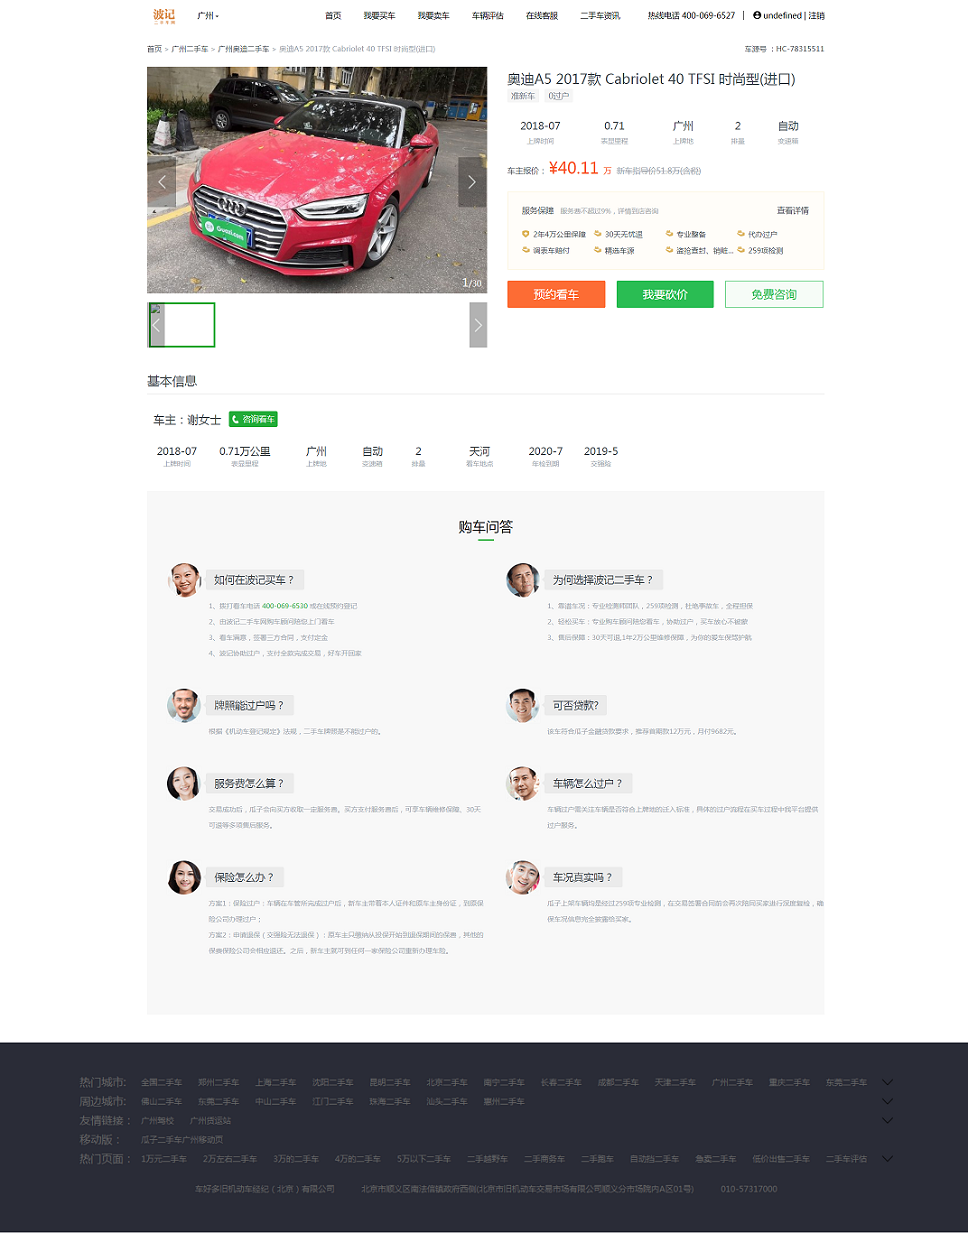 波记
广州
首页 我要买车 我要卖车 车辆评估 在线客服 二手车资讯 热线电话 400-069-6527 | undefined | 注销
首页 > 广州二手车 > 广州奥迪二手车 > 奥迪A5 2017款 Cabriolet 40 TFSI 时尚型(进口)
车源号 ：HC-78315511
Guazi.com
1/30
奥迪A5 2017款 Cabriolet 40 TFSI 时尚型(进口)
准新车 0过户
2018-07 0.71 广州 2 自动
上牌时间 表显里程 上牌地 排量 变速箱
车主报价： ¥40.11 万 新车指导价51.8万(含税)
服务保障 服务费不超过9%，详情到店咨询 查看详情
2年4万公里保障 30天无忧退 专业整备 代办过户
调表车赔付 精选车源 盗抢查封、销赃... 259项检测
预约看车 我要砍价 免费咨询
基本信息
车主：谢女士 咨询看车
2018-07 0.71万公里 广州 自动 2 天河 2020-7 2019-5
上牌时间 表显里程 上牌地 变速箱 排量 看车地点 年检到期 交强险
购车问答
如何在波记买车？
1、拨打看车电话 400-069-6530 或在线预约登记
2、由波记二手车网购车顾问陪您上门看车
3、看车满意，签署三方合同，支付定金
4、波记协助过户，支付全款完成交易，好车开回家
为何选择波记二手车？
1、靠谱车况：专业检测师团队，259项检测，杜绝事故车，全程担保
2、轻松买车：专业购车顾问陪您看车，协助过户，买车放心不被撤
3、售后保障：30天可退,1年2万公里维修保障，为你的爱车保驾护航
牌照能过户吗？
根据《机动车登记规定》法规，二手车牌照是不能过户的。
可否贷款?
该车符合瓜子金融贷款要求，推荐首期款12万元，月付9682元。
服务费怎么算？
交易成功后，瓜子会向买方收取一定服务费。买方支付服务费后，可享车辆维修保障、30天
可退等多项售后服务。
车辆怎么过户？
车辆过户需关注车辆是否符合上牌地的迁入标准，具体的过户流程在买车过程中跨平台提供
过户服务。
保险怎么办？
方案1：保险过户：车辆在车管所完成过户后，新车主带着本人证件和原车主身份证，到原保
险公司办理过户；
方案2：申请退保（交强险无法退保）：原车主只缴纳从投保开始到退保期间的保费，其他的
保费保险公司会相应退还。之后，新车主就可到任何一家保险公司重新办理车险。
车况真实吗？
瓜子上架车辆均是经过259项专业检测，在交易签署合同前会再次陪同买家进行深度复检，确
保车况信息完全披露给买家。
热门城市: 全国二手车 郑州二手车 上海二手车 沈阳二手车 昆明二手车 北京二手车 南宁二手车 长春二手车 成都二手车 天津二手车 广州二手车 重庆二手车 东莞二手车
周边城市: 佛山二手车 东莞二手车 中山二手车 江门二手车 珠海二手车 汕头二手车 惠州二手车
友情链接： 广州驾校 广州货运站
移动版： 瓜子二手车广州移动页
热门页面： 1万元二手车 2万左右二手车 3万的二手车 4万的二手车 5万以下二手车 二手越野车 二手商务车 二手跑车 自动挡二手车 急卖二手车 低价出售二手车 二手车评估
车好多旧机动车经纪（北京）有限公司 北京市顺义区南法信镇政府西侧(北京市旧机动车交易市场有限公司顺义分市场院内A区01号) 010-57317000